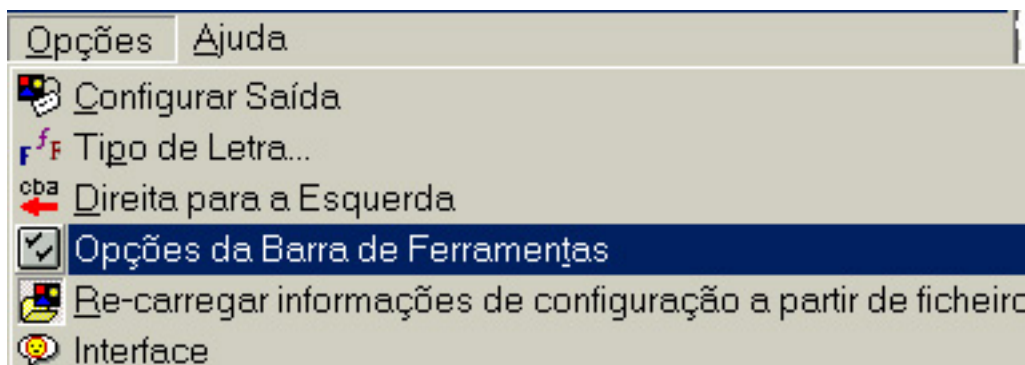 Opções Ajuda
Configurar Saída
Tipo de Letra...
cba
Direita para a Esquerda
Opções da Barra de Ferramentas
Re-carregar informações de configuração a partir de ficheiro
Interface